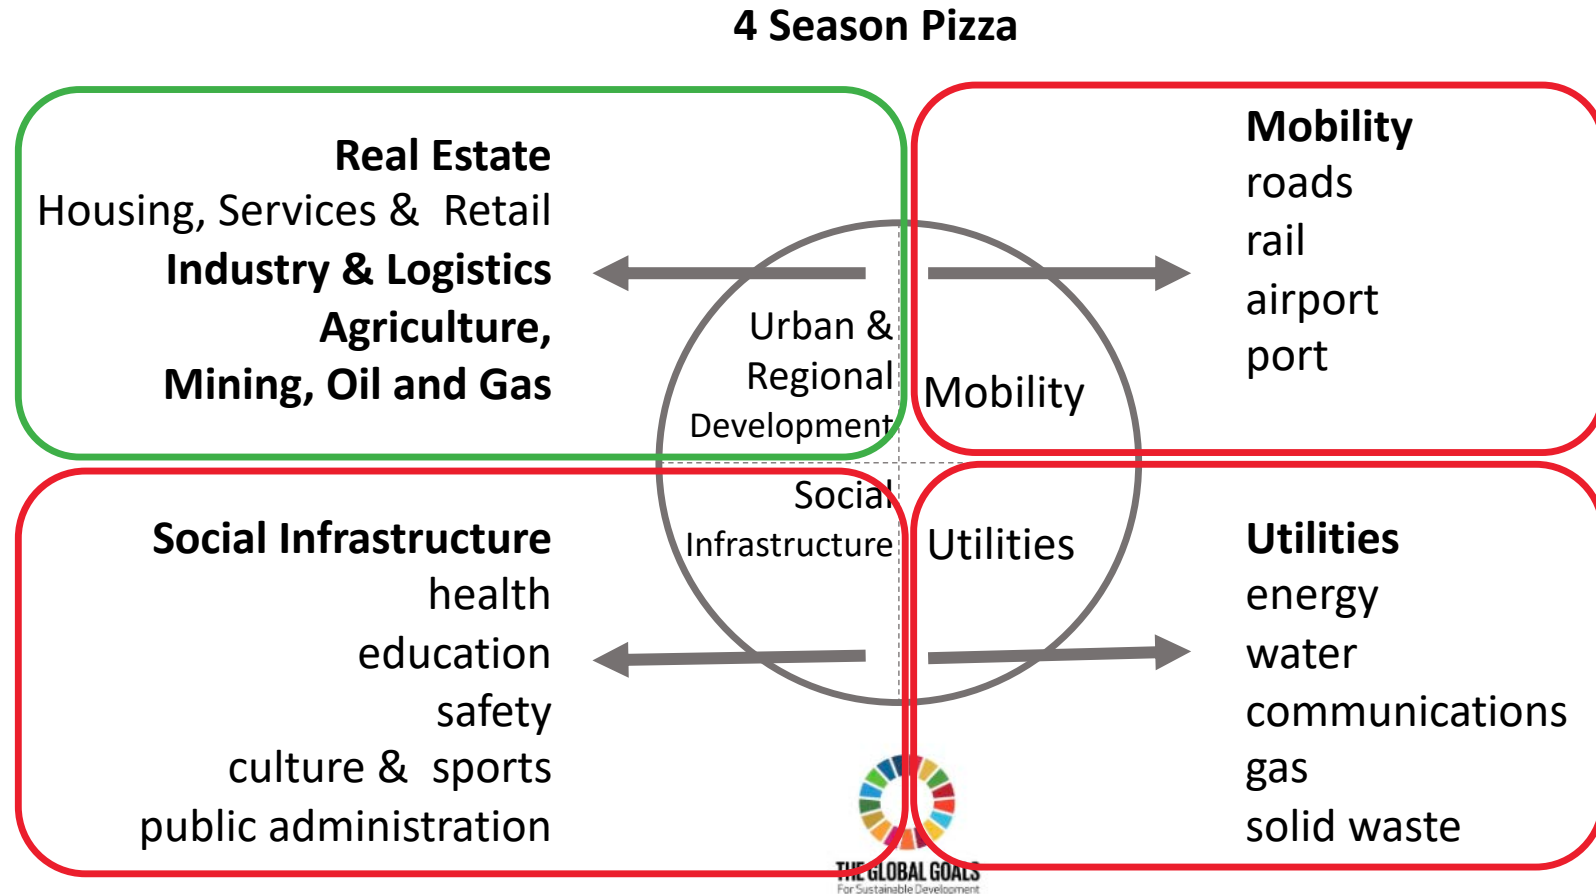 4 Season Pizza
Real Estate
Housing, Services & Retail
Industry & Logistics
Agriculture,
Mining, Oil and Gas
Mobility
roads
rail
airport
port
Urban &
Regional
Development
Mobility
Social
Infrastructure
Utilities
Social Infrastructure
health
education
safety
culture & sports
public administration
Utilities
energy
water
communications
gas
solid waste
THE GLOBAL GOALS
For Sustainable Development